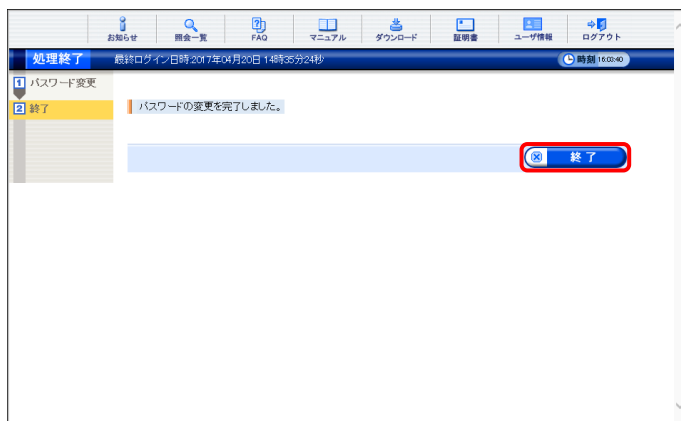 お知らせ 照会一覧 FAQ マニュアル ダウンロード 証明書 ユーザ情報 ログアウト
処理終了 最終ログイン日時:2017年04月20日 14時35分24秒 時刻 16:03:40
1 パスワード変更
2 終了
パスワードの変更を完了しました。
終了